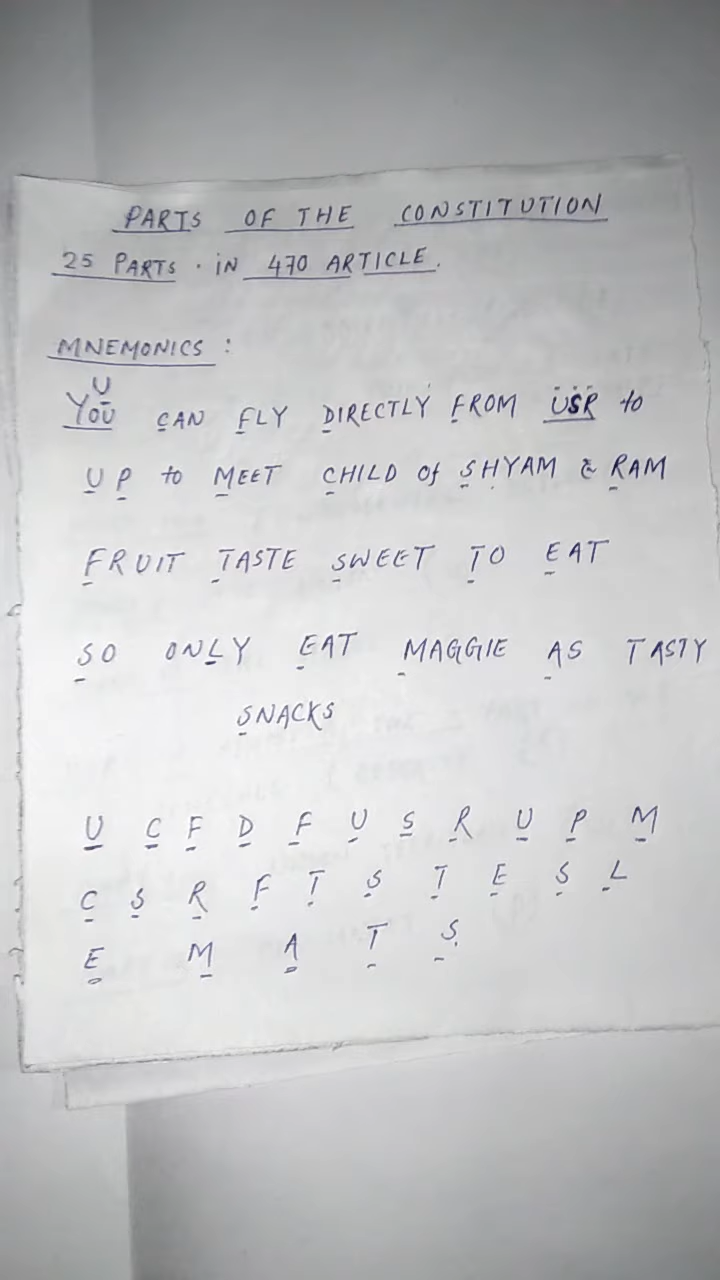 PARTS OF THE CONSTITUTION
25 PARTS. iN 470 ARTICLE.
MNEMONICS :
U
YOU CAN FLY DIRECTLY FROM USR to
UP to MEET CHILD Of SHYAM & RAM
FRUIT TASTE SWEET TO EAT
SO ONLY EAT MAGGIE AS TASTY
SNACKS
U C F D F U S R U P M
C S R F T S T E S L
E M A T S.